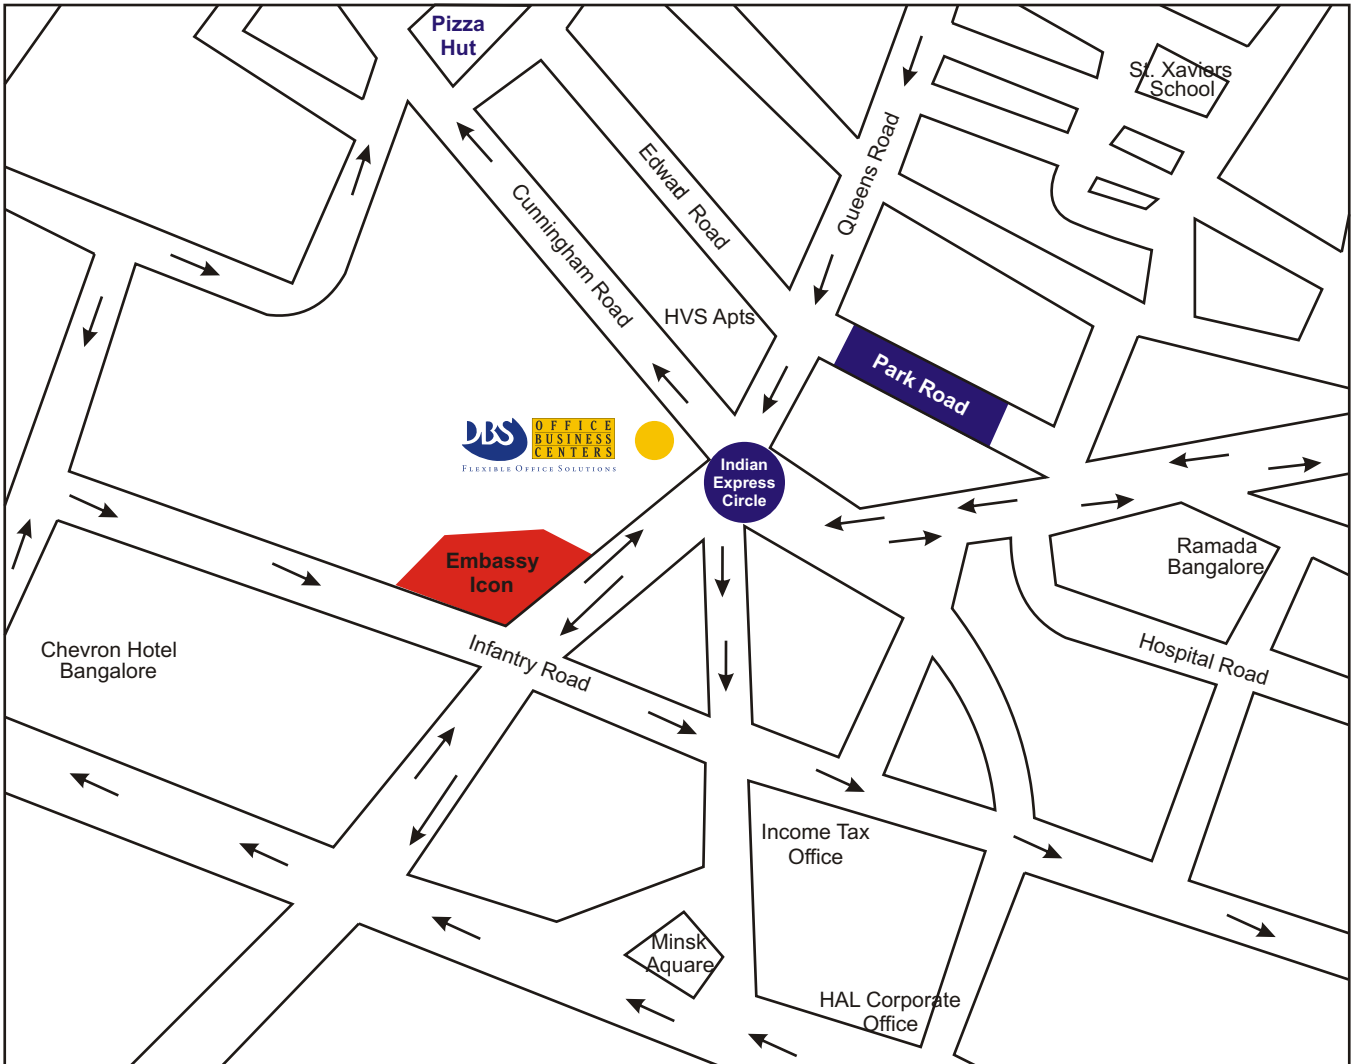 Pizza
Hut
St. Xaviers
School
Queens Road
Edwad Road
Cunningham Road
HVS Apts
Park Road
DBS
OFFICE
BUSINESS
CENTERS
FLEXIBLE OFFICE SOLUTIONS
Indian
Express
Circle
Embassy
Icon
Ramada
Bangalore
Chevron Hotel
Bangalore
Infantry Road
Hospital Road
Income Tax
Office
Minsk
Aquare
HAL Corporate
Office